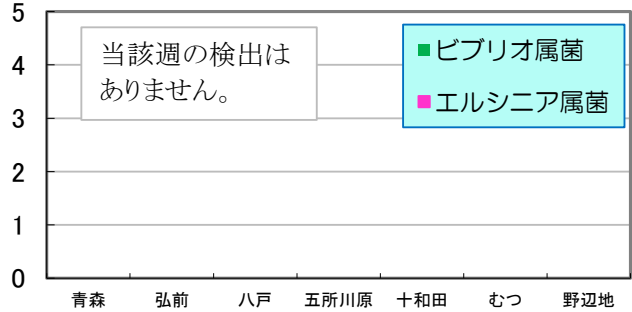 5
4
3
2
1
0
当該週の検出は
ありません。
■ビブリオ属菌
■エルシニア属菌
青森 弘前 八戸 五所川原 十和田 むつ 野辺地